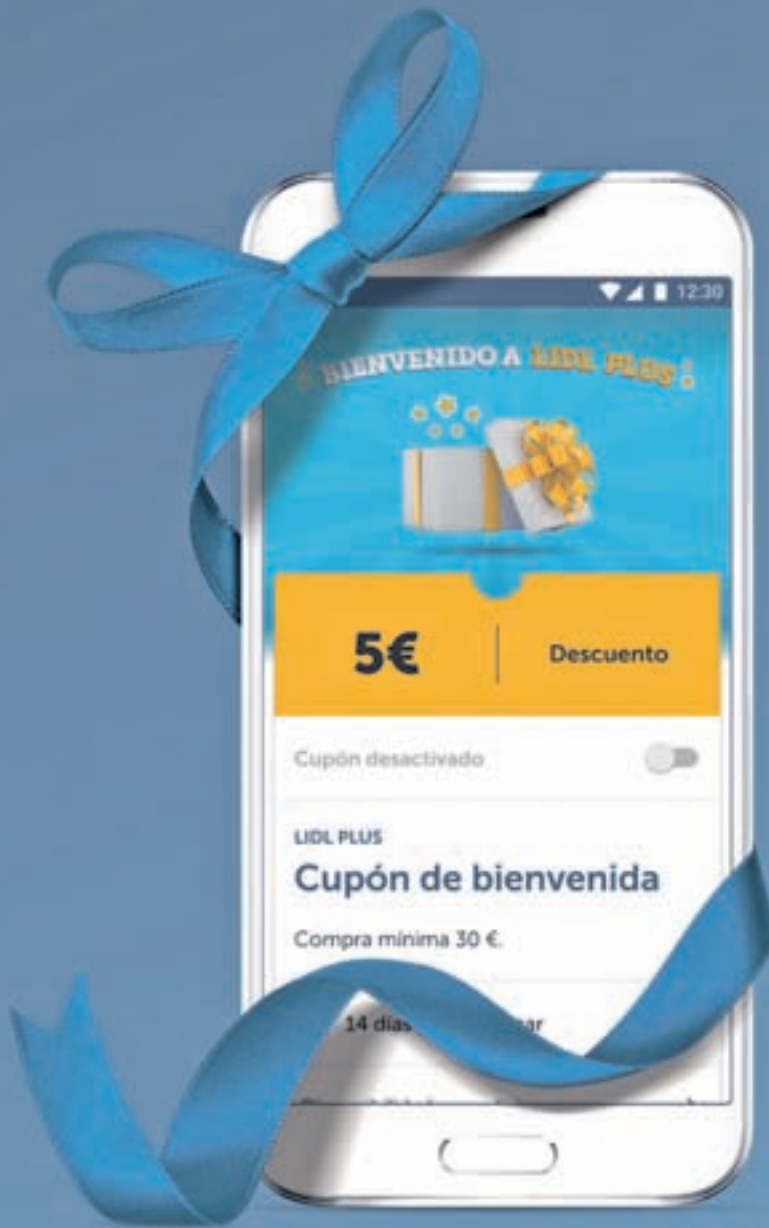 12:30
BIENVENIDO A LIDL PLUS
5€
Descuento
Cupón desactivado
LIDL PLUS
Cupón de bienvenida
Compra mínima 30 €.
14 días